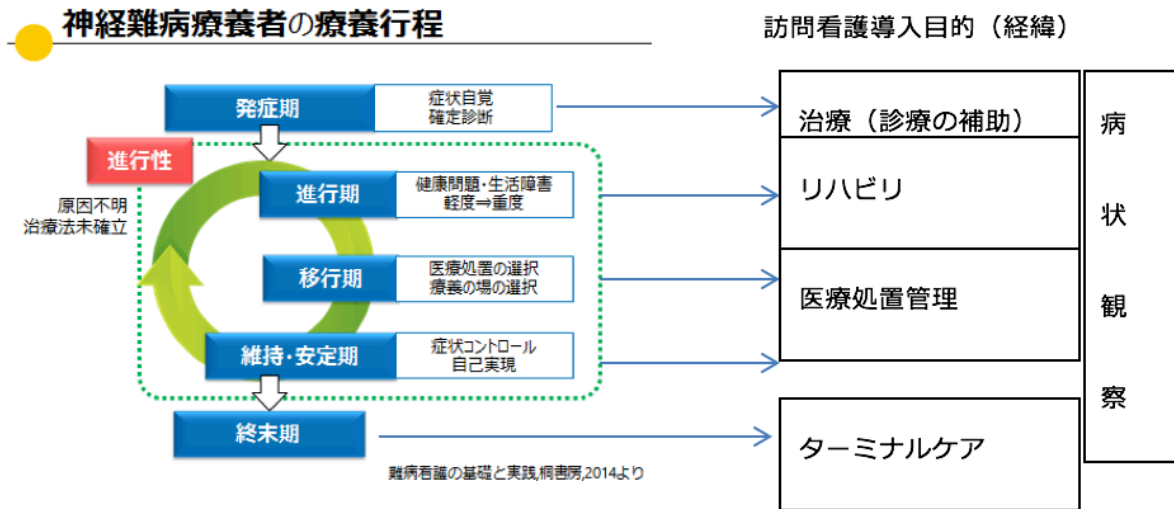 神経難病療養者の療養行程
訪問看護導入目的（経緯）
発症期
症状自覚
確定診断
進行性
原因不明
治療法未確立
進行期
健康問題・生活障害
軽度⇒重度
移行期
医療処置の選択
療養の場の選択
維持・安定期
症状コントロール
自己実現
終末期
難病看護の基礎と実践,桐書房,2014より
治療（診療の補助）
リハビリ
医療処置管理
ターミナルケア
病
状
観
察